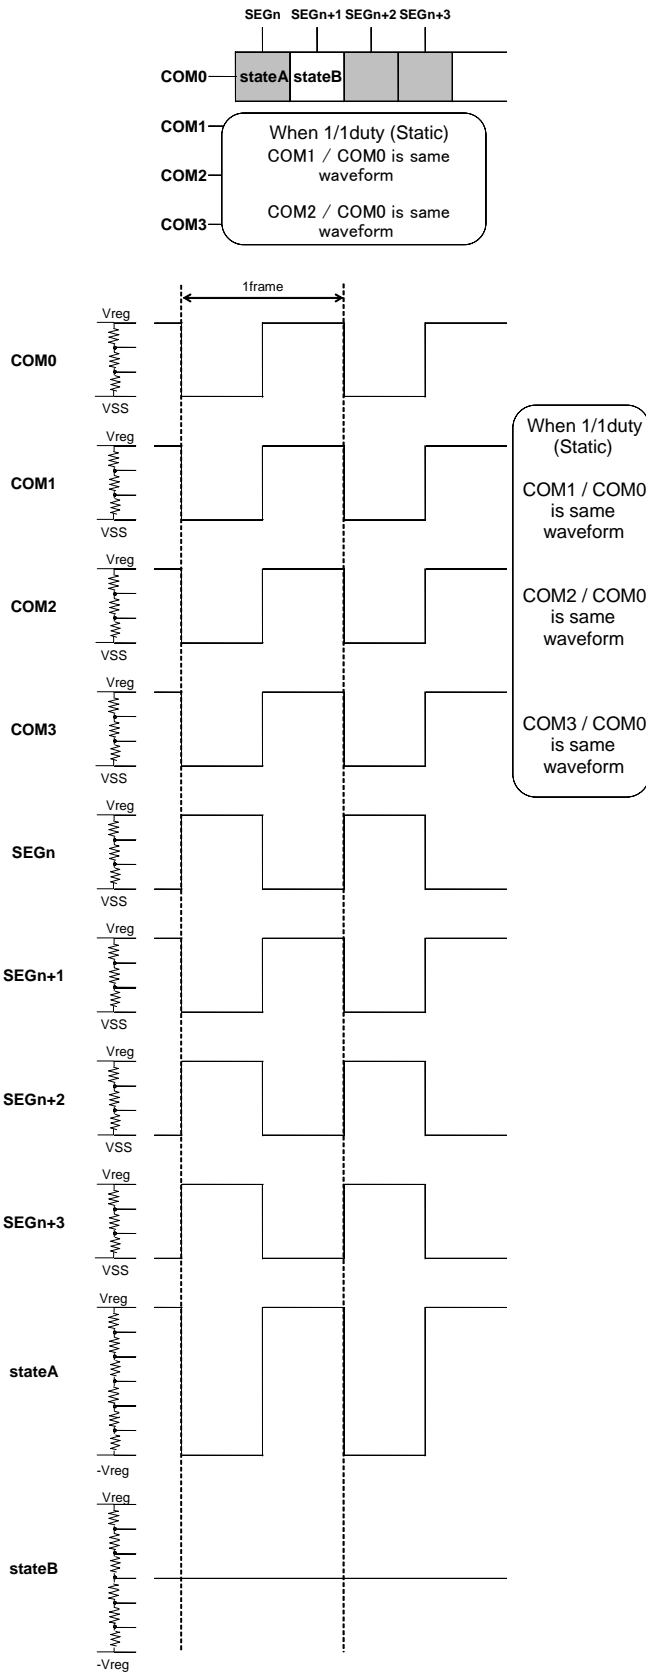 SEGn SEGn+1 SEGn+2 SEGn+3
COM0 stateA stateB
COM1
COM2
COM3
When 1/1duty (Static)
COM1 / COM0 is same
waveform
COM2 / COM0 is same
waveform
1frame
Vreg
COM0
VSS
Vreg
COM1
VSS
Vreg
COM2
VSS
Vreg
COM3
VSS
When 1/1duty
(Static)
COM1 / COM0
is same
waveform
COM2 / COM0
is same
waveform
COM3 / COM0
is same
waveform
Vreg
SEGn
VSS
Vreg
SEGn+1
VSS
Vreg
SEGn+2
VSS
Vreg
SEGn+3
VSS
Vreg
stateA
-Vreg
Vreg
stateB
-Vreg